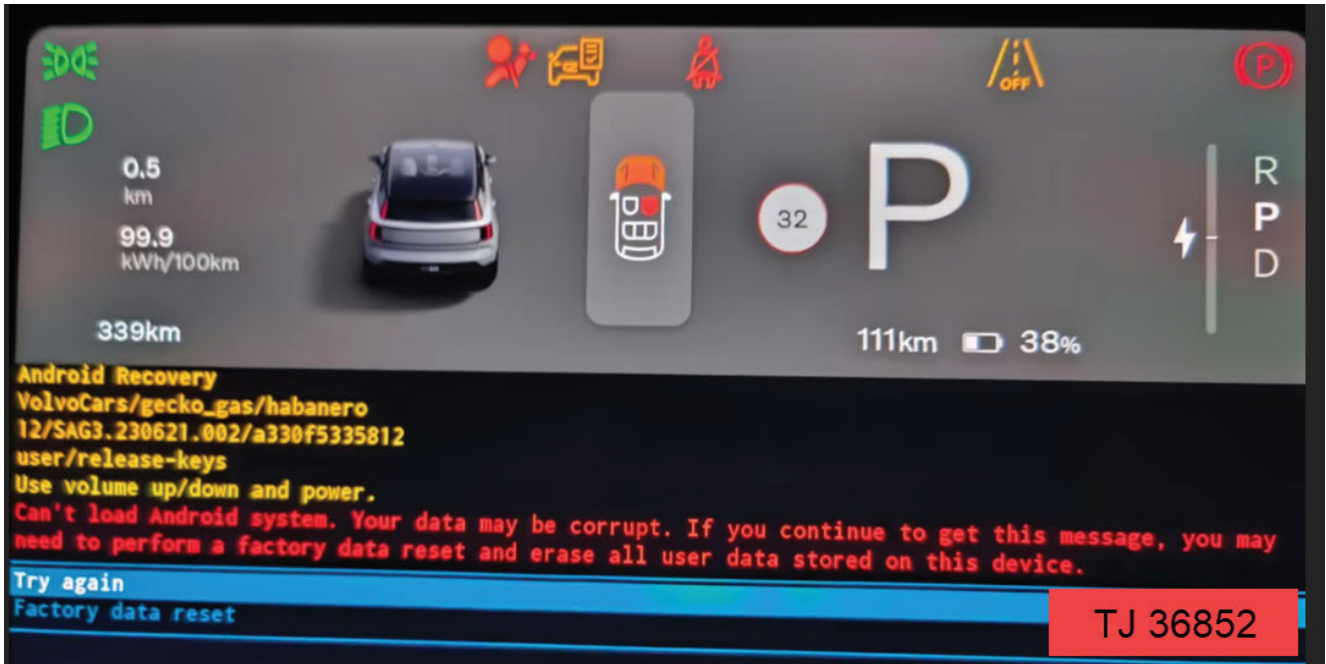 0.5
km
99.9
kWh/100km
339km
OFF
P
32
P
R
P
D
111km 38%
Android Recovery
VolvoCars/gecko_gas/habanero
12/SAG3.230621.002/a330f5335812
user/release-keys
Use volume up/down and power.
Can't load Android system. Your data may be corrupt. If you continue to get this message, you may
need to perform a factory data reset and erase all user data stored on this device.
Try again
Factory data reset
TJ 36852